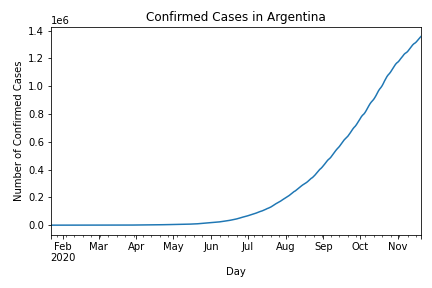 Confirmed Cases in Argentina
1e6
Number of Confirmed Cases
1.4
1.2
1.0
0.8
0.6
0.4
0.2
0.0
Feb Mar Apr May Jun Jul Aug Sep Oct Nov
2020
Day